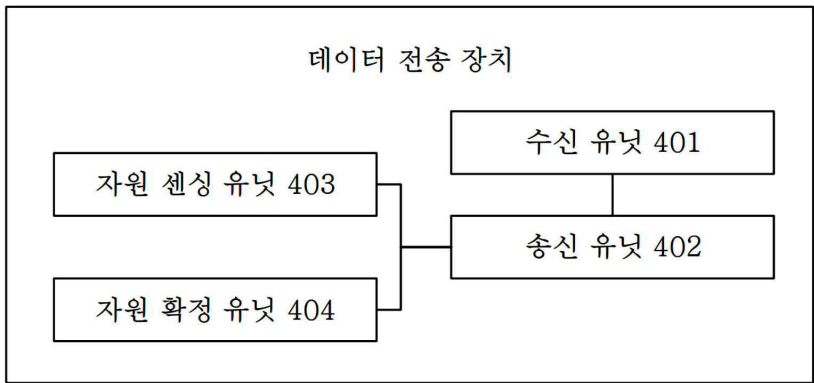 데이터 전송 장치
수신 유닛 401
자원 센싱 유닛 403
송신 유닛 402
자원 확정 유닛 404